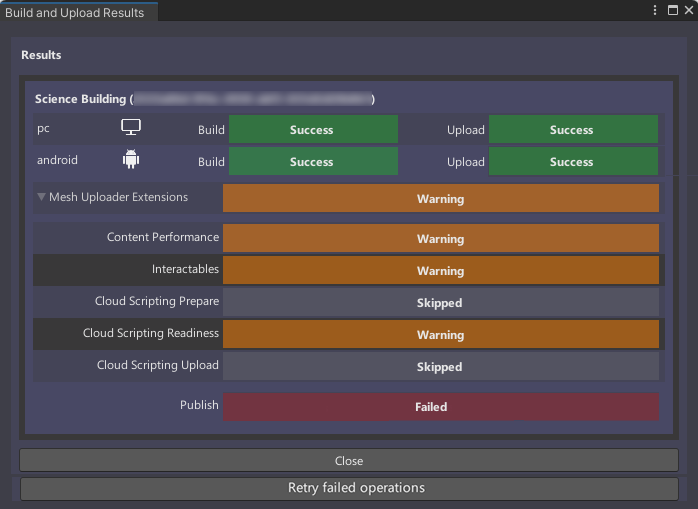 Build and Upload Results
Results
Science Building ( )
pc Build Success Upload Success
android Build Success Upload Success
Mesh Uploader Extensions Warning
Content Performance Warning
Interactables Warning
Cloud Scripting Prepare Skipped
Cloud Scripting Readiness Warning
Cloud Scripting Upload Skipped
Publish Failed
Close
Retry failed operations